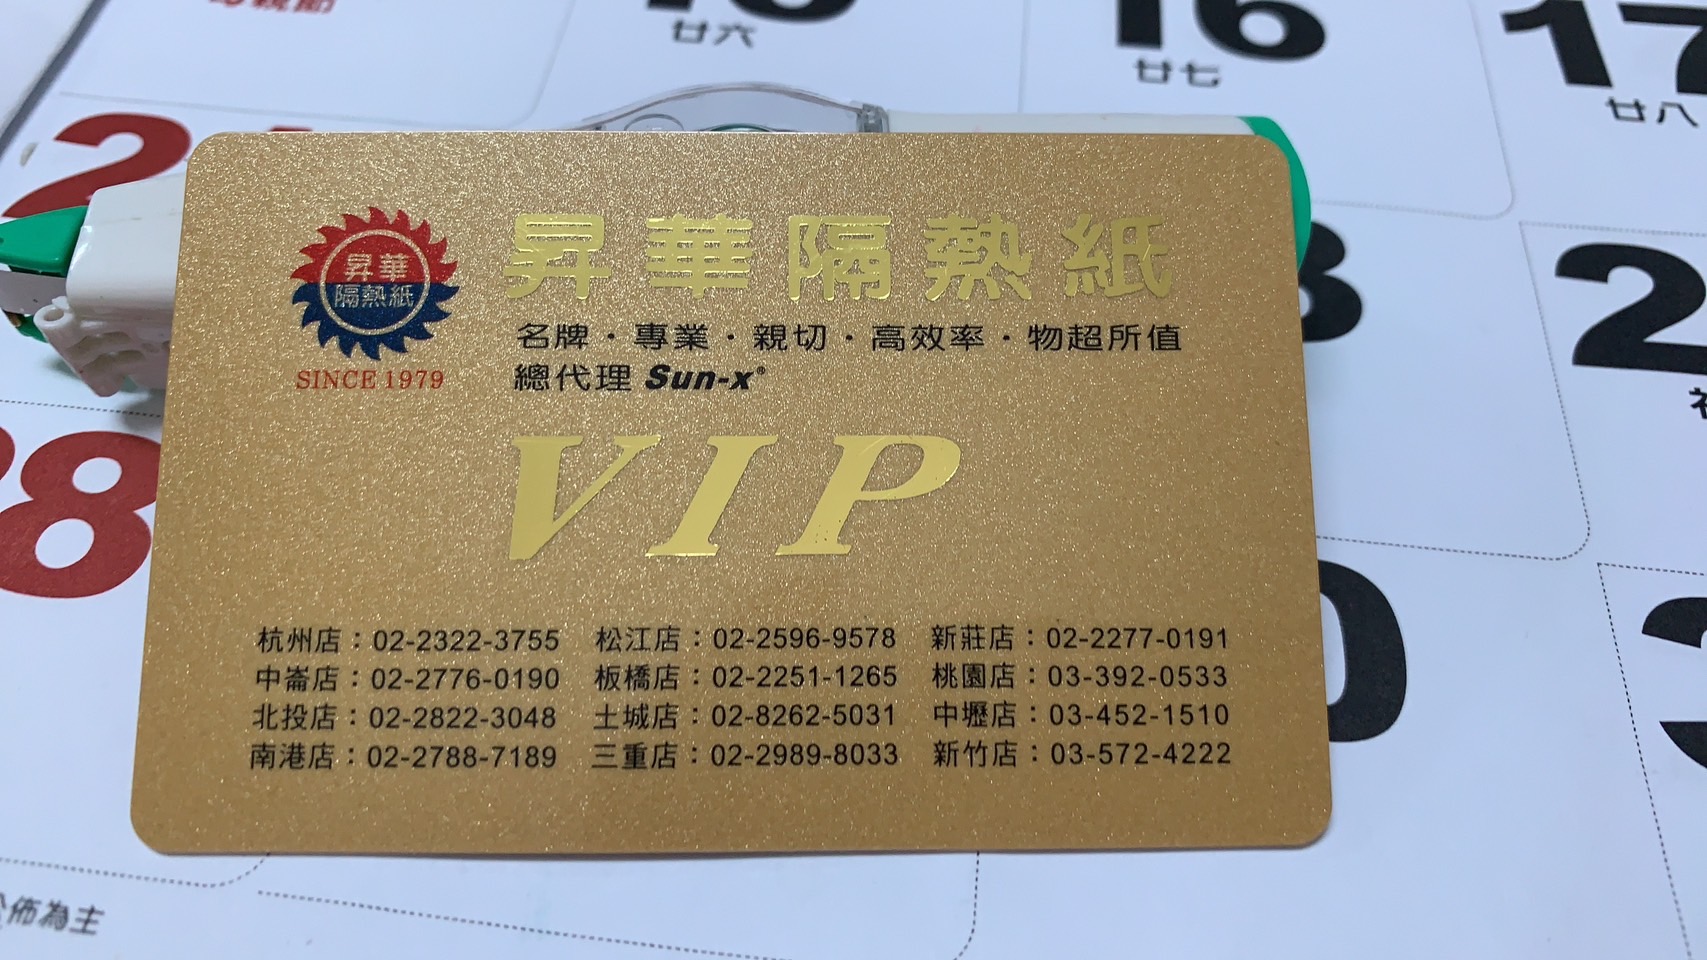 廿六
16
廿七
17
廿八
昇華
隔熱紙
SINCE 1979
昇華隔熱紙
名牌·專業·親切·高效率·物超所值
總代理 Sun-x®
VIP
杭州店：02-2322-3755 松江店：02-2596-9578 新莊店：02-2277-0191
中崙店：02-2776-0190 板橋店：02-2251-1265 桃園店：03-392-0533
北投店：02-2822-3048 土城店：02-8262-5031 中壢店：03-452-1510
南港店：02-2788-7189 三重店：02-2989-8033 新竹店：03-572-4222
佈為主